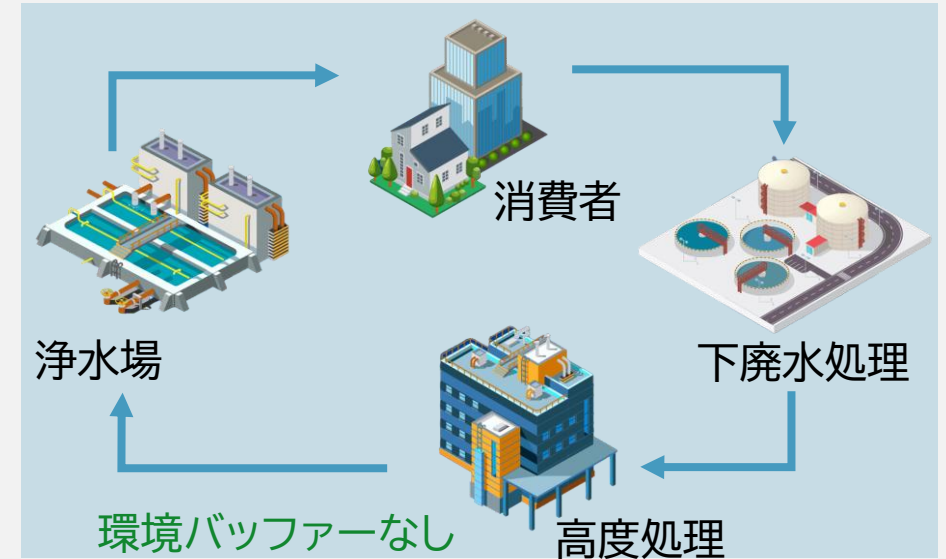 消費者
浄水場
下廃水処理
環境バッファーなし
高度処理